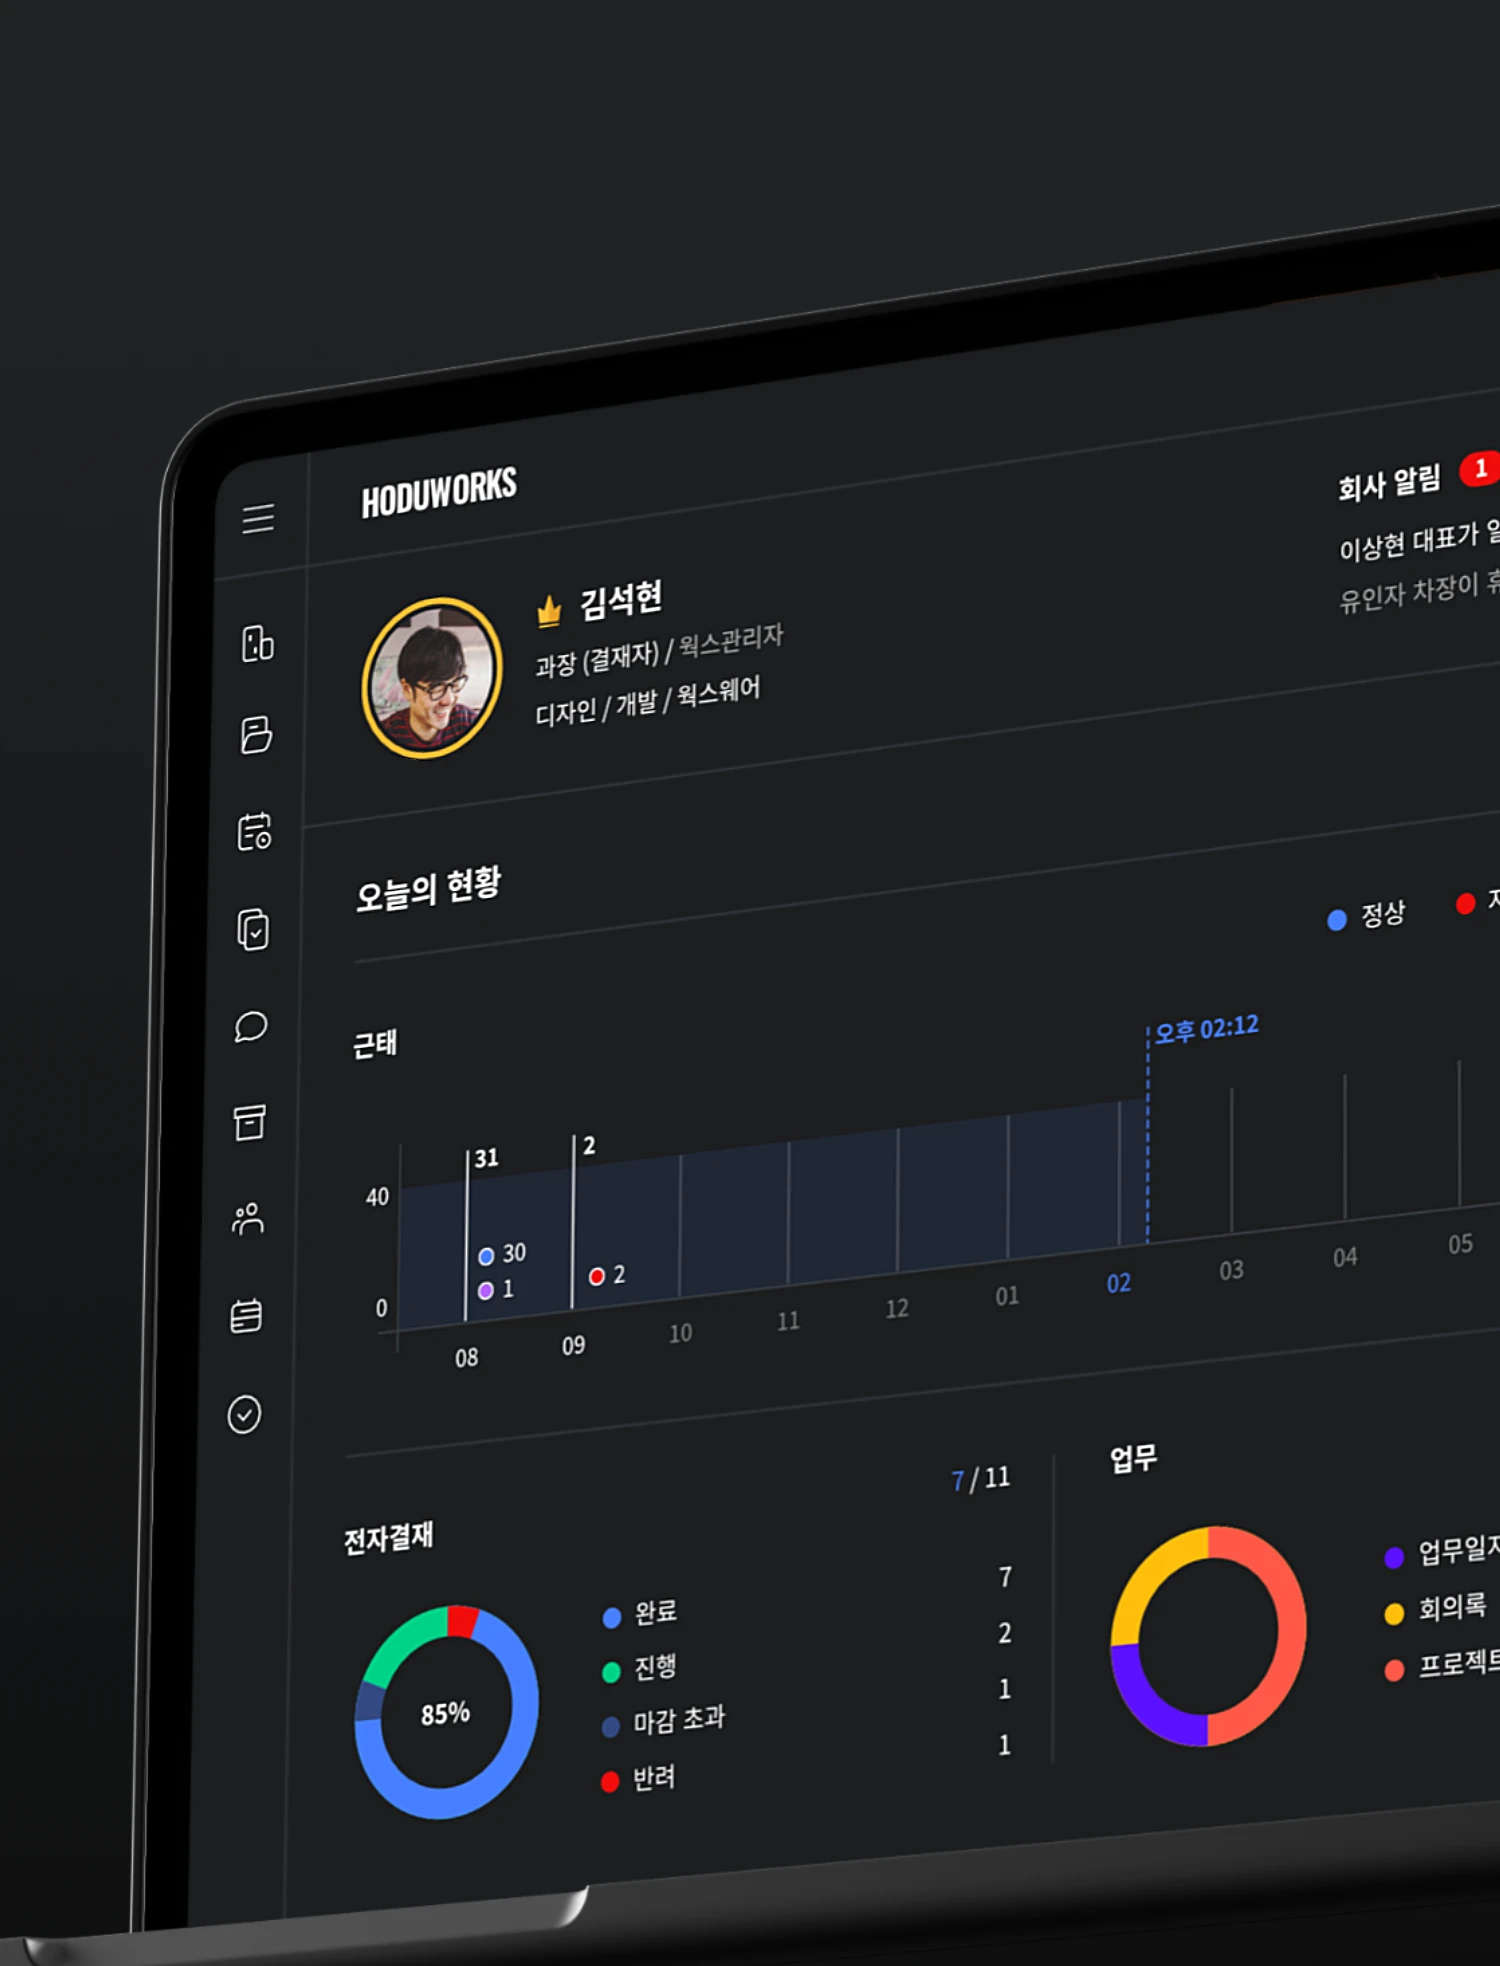 HODUWORKS
김석현
과장 (결재자) / 웍스관리자
디자인 / 개발 / 웍스웨어
회사 알림 1
이상현 대표가
유인자 차장이
오늘의 현황
정상
근태
오후 02:12
40
0
31
30
1
2
2
08 09 10 11 12 01 02 03 04 05
전자결재
7 / 11
85%
완료 7
진행 2
마감 초과 1
반려 1
업무
업무일지
회의록
프로젝트